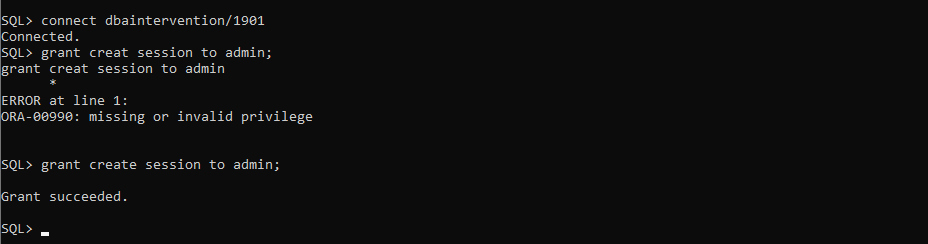 SQL> connect dbaintervention/1901
Connected.
SQL> grant creat session to admin;
grant creat session to admin
      *
ERROR at line 1:
ORA-00990: missing or invalid privilege
SQL> grant create session to admin;
Grant succeeded.
SQL>